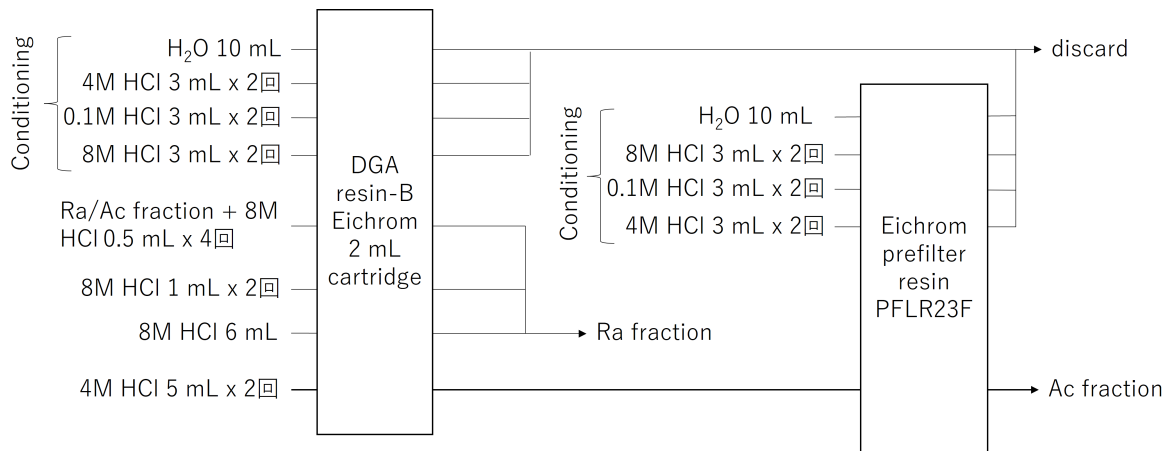 Conditioning
H₂O 10 mL
4M HCl 3 mL x 2回
0.1M HCl 3 mL x 2回
8M HCl 3 mL x 2回
Ra/Ac fraction + 8M
HCl 0.5 mL x 4回
8M HCl 1 mL x 2回
8M HCl 6 mL
4M HCl 5 mL x 2回
DGA
resin-B
Eichrom
2 mL
cartridge
discard
Conditioning
H₂O 10 mL
8M HCl 3 mL x 2回
0.1M HCl 3 mL x 2回
4M HCl 3 mL x 2回
Eichrom
prefilter
resin
PFLR23F
Ra fraction
Ac fraction